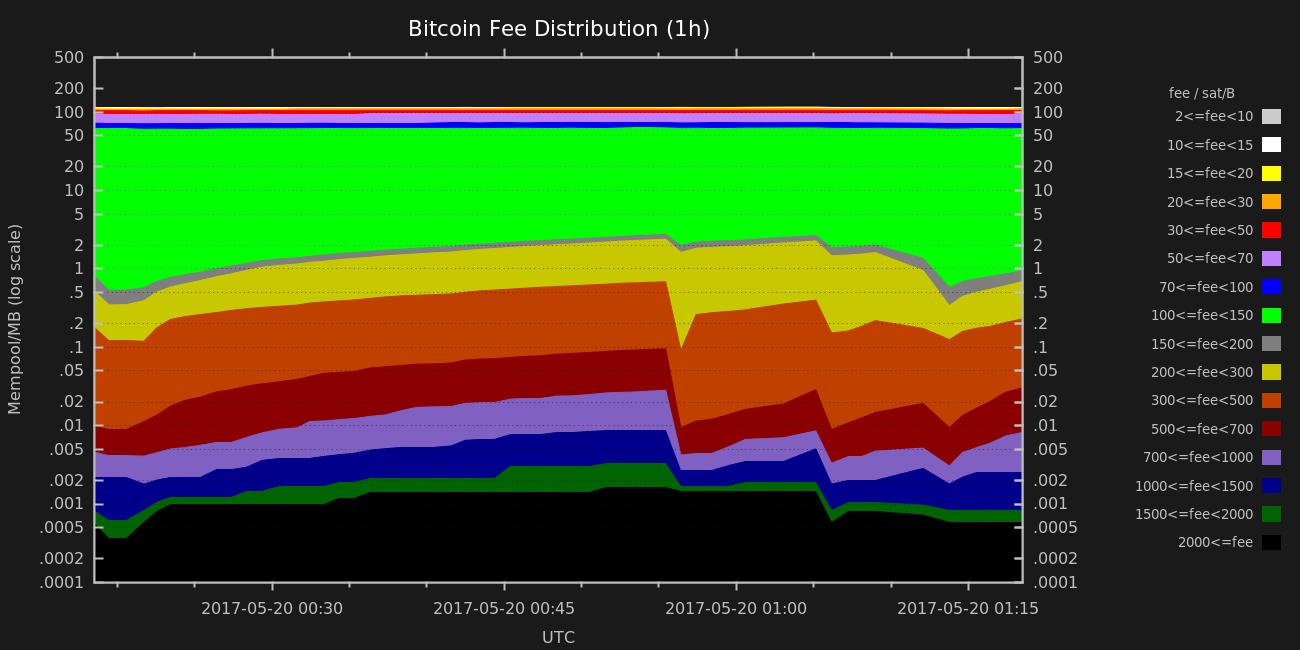 Bitcoin Fee Distribution (1h)
500
200
100
50
20
10
5
2
1
.5
.2
.1
.05
.02
.01
.005
.002
.001
.0005
.0002
.0001
Mempool/MB (log scale)
500
200
100
50
20
10
5
2
1
.5
.2
.1
.05
.02
.01
.005
.002
.001
.0005
.0002
.0001
2017-05-20 00:30
2017-05-20 00:45
2017-05-20 01:00
2017-05-20 01:15
UTC
fee / sat/B
2<=fee<10
10<=fee<15
15<=fee<20
20<=fee<30
30<=fee<50
50<=fee<70
70<=fee<100
100<=fee<150
150<=fee<200
200<=fee<300
300<=fee<500
500<=fee<700
700<=fee<1000
1000<=fee<1500
1500<=fee<2000
2000<=fee